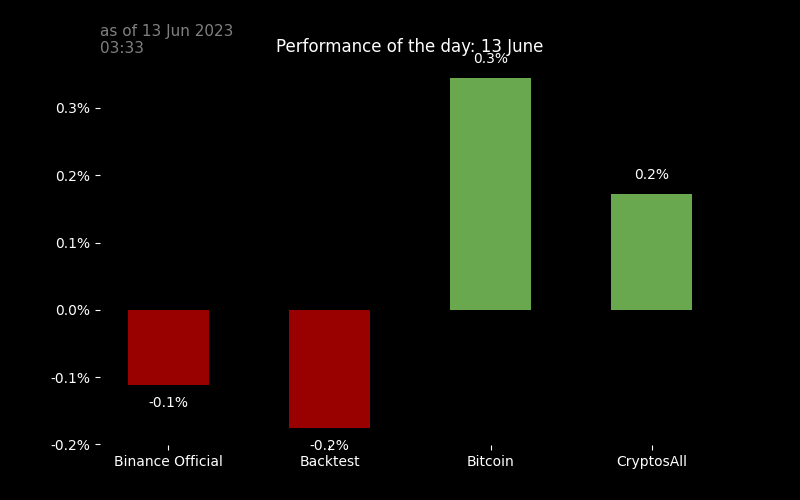 as of 13 Jun 2023
03:33
Performance of the day: 13 June
0.3%
0.3%
0.2%
0.2%
0.1%
0.0%
-0.1%
-0.1%
-0.2%
-0.2%
Binance Official
Backtest
Bitcoin
CryptosAll